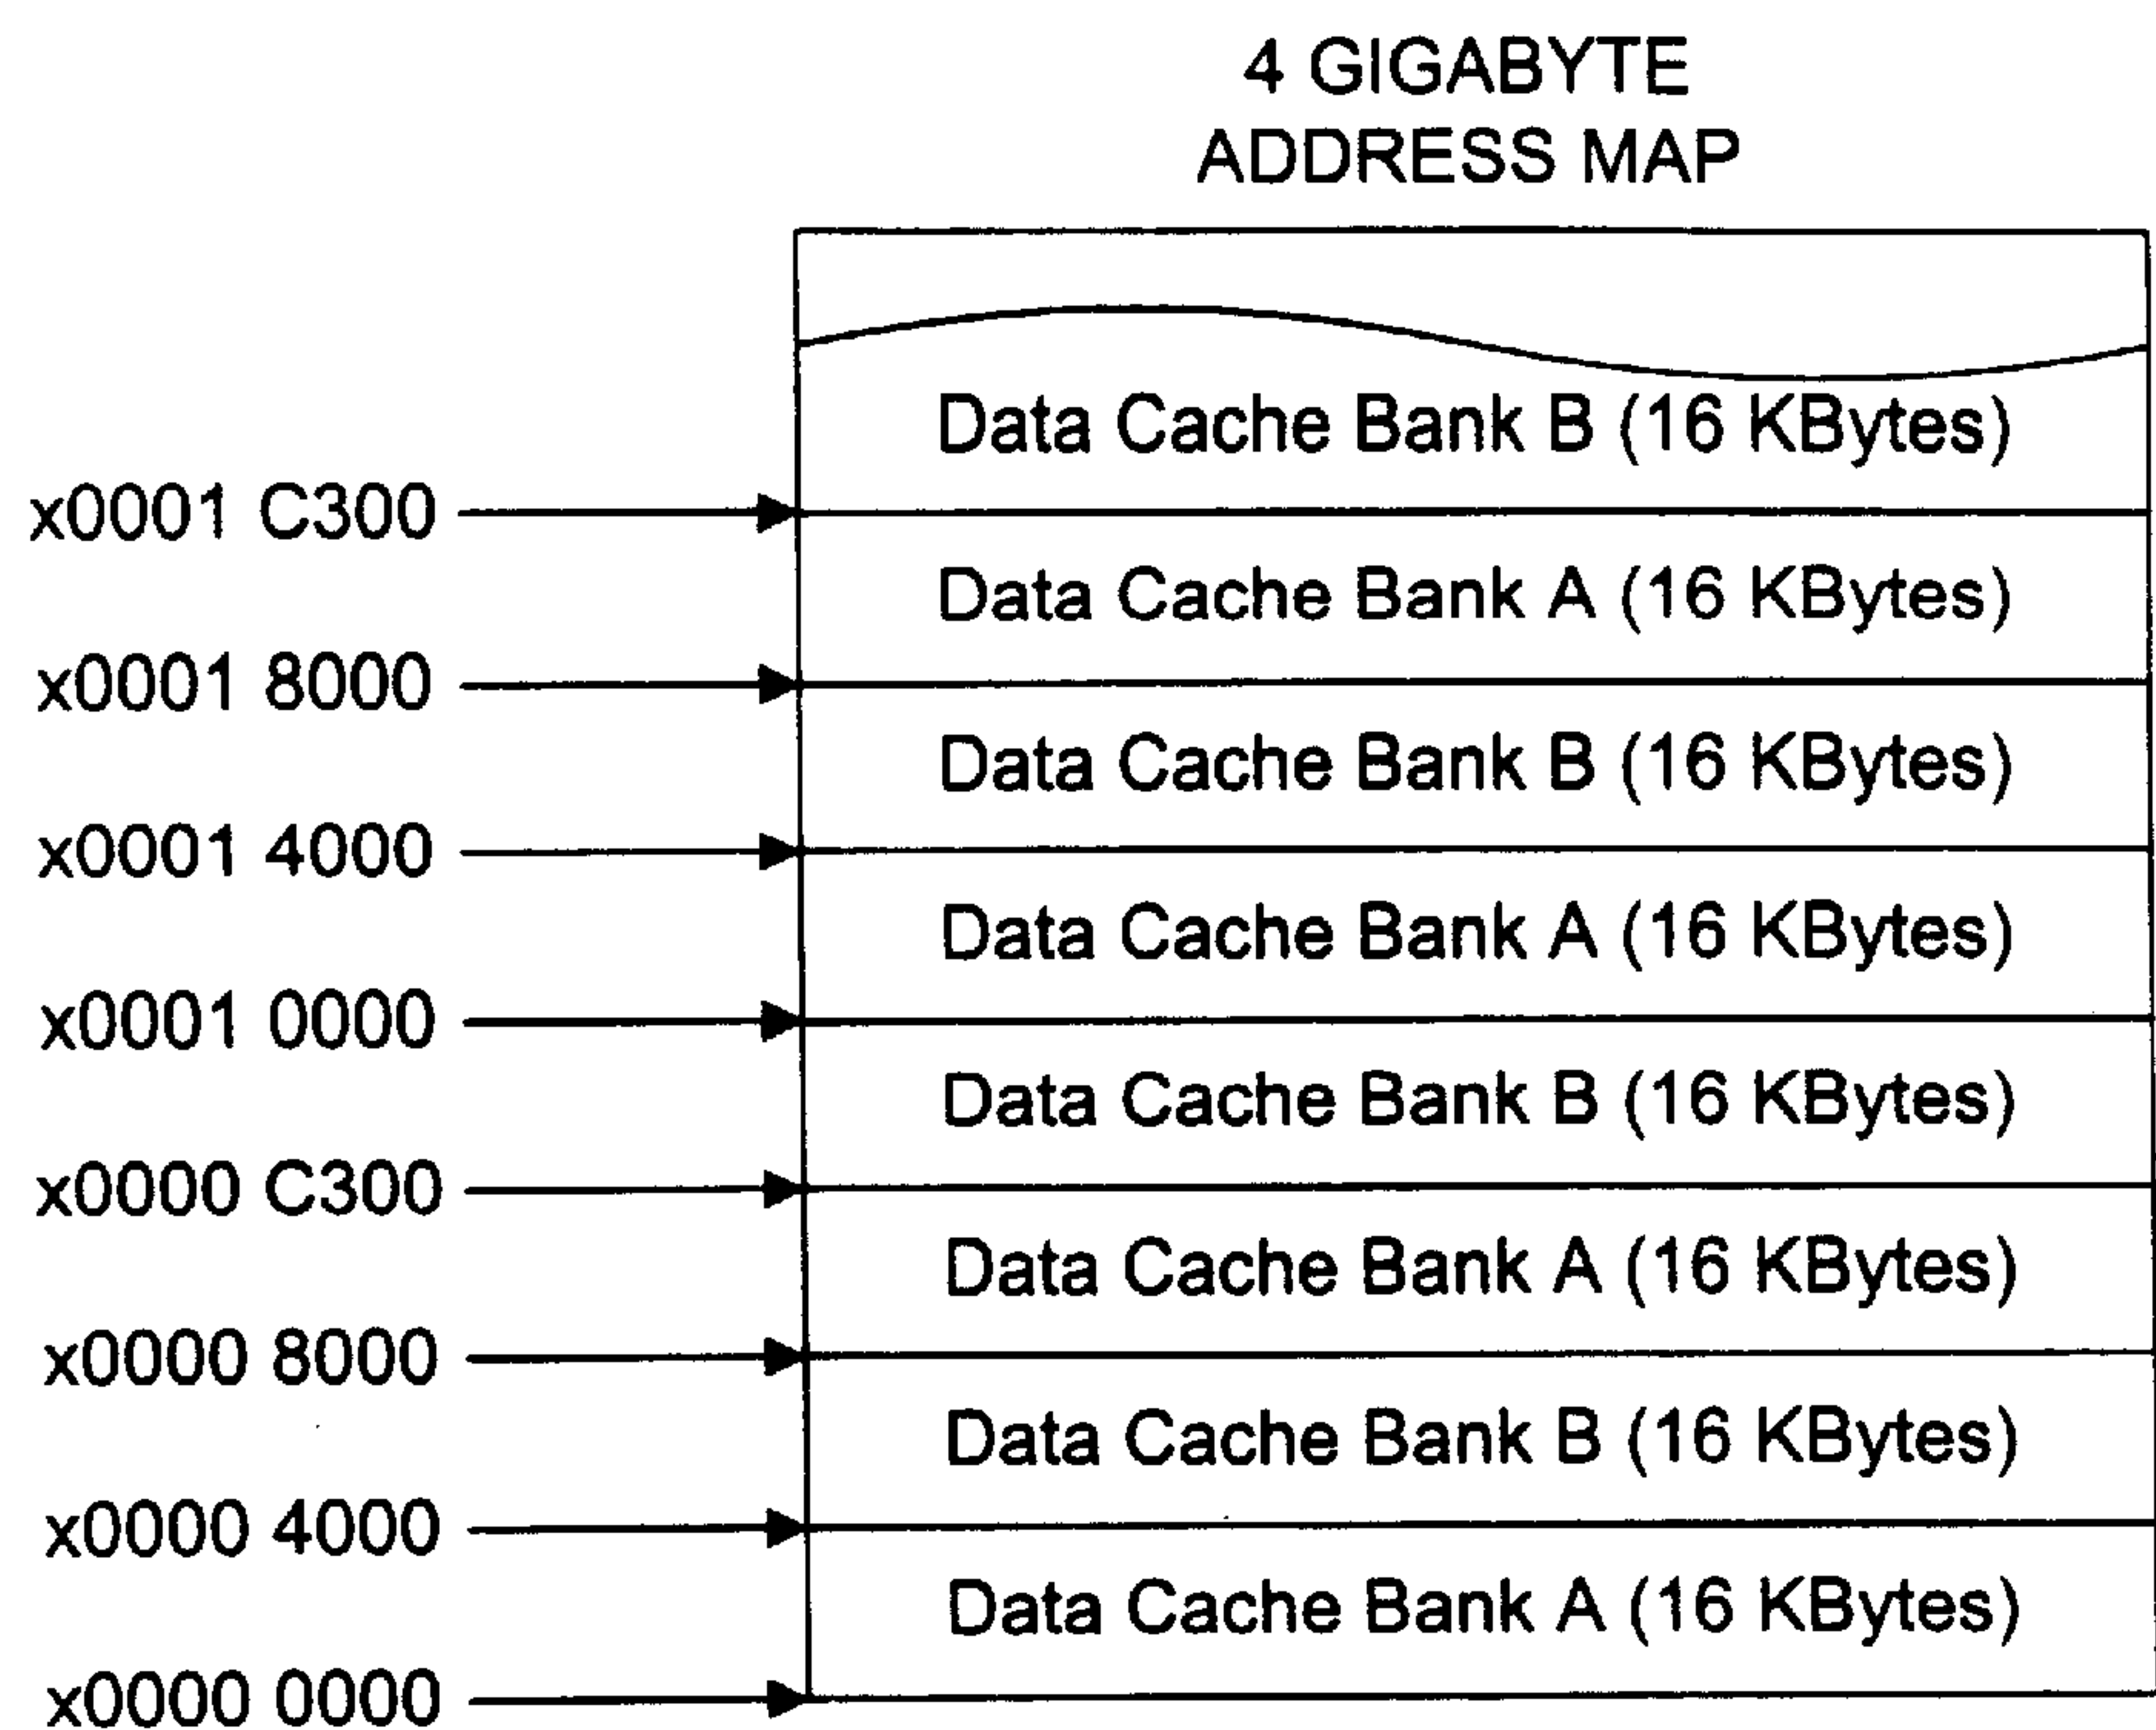 4 GIGABYTE
ADDRESS MAP
Data Cache Bank B (16 KBytes)
x0001 C300
Data Cache Bank A (16 KBytes)
x0001 8000
Data Cache Bank B (16 KBytes)
x0001 4000
Data Cache Bank A (16 KBytes)
x0001 0000
Data Cache Bank B (16 KBytes)
x0000 C300
Data Cache Bank A (16 KBytes)
x0000 8000
Data Cache Bank B (16 KBytes)
x0000 4000
Data Cache Bank A (16 KBytes)
x0000 0000